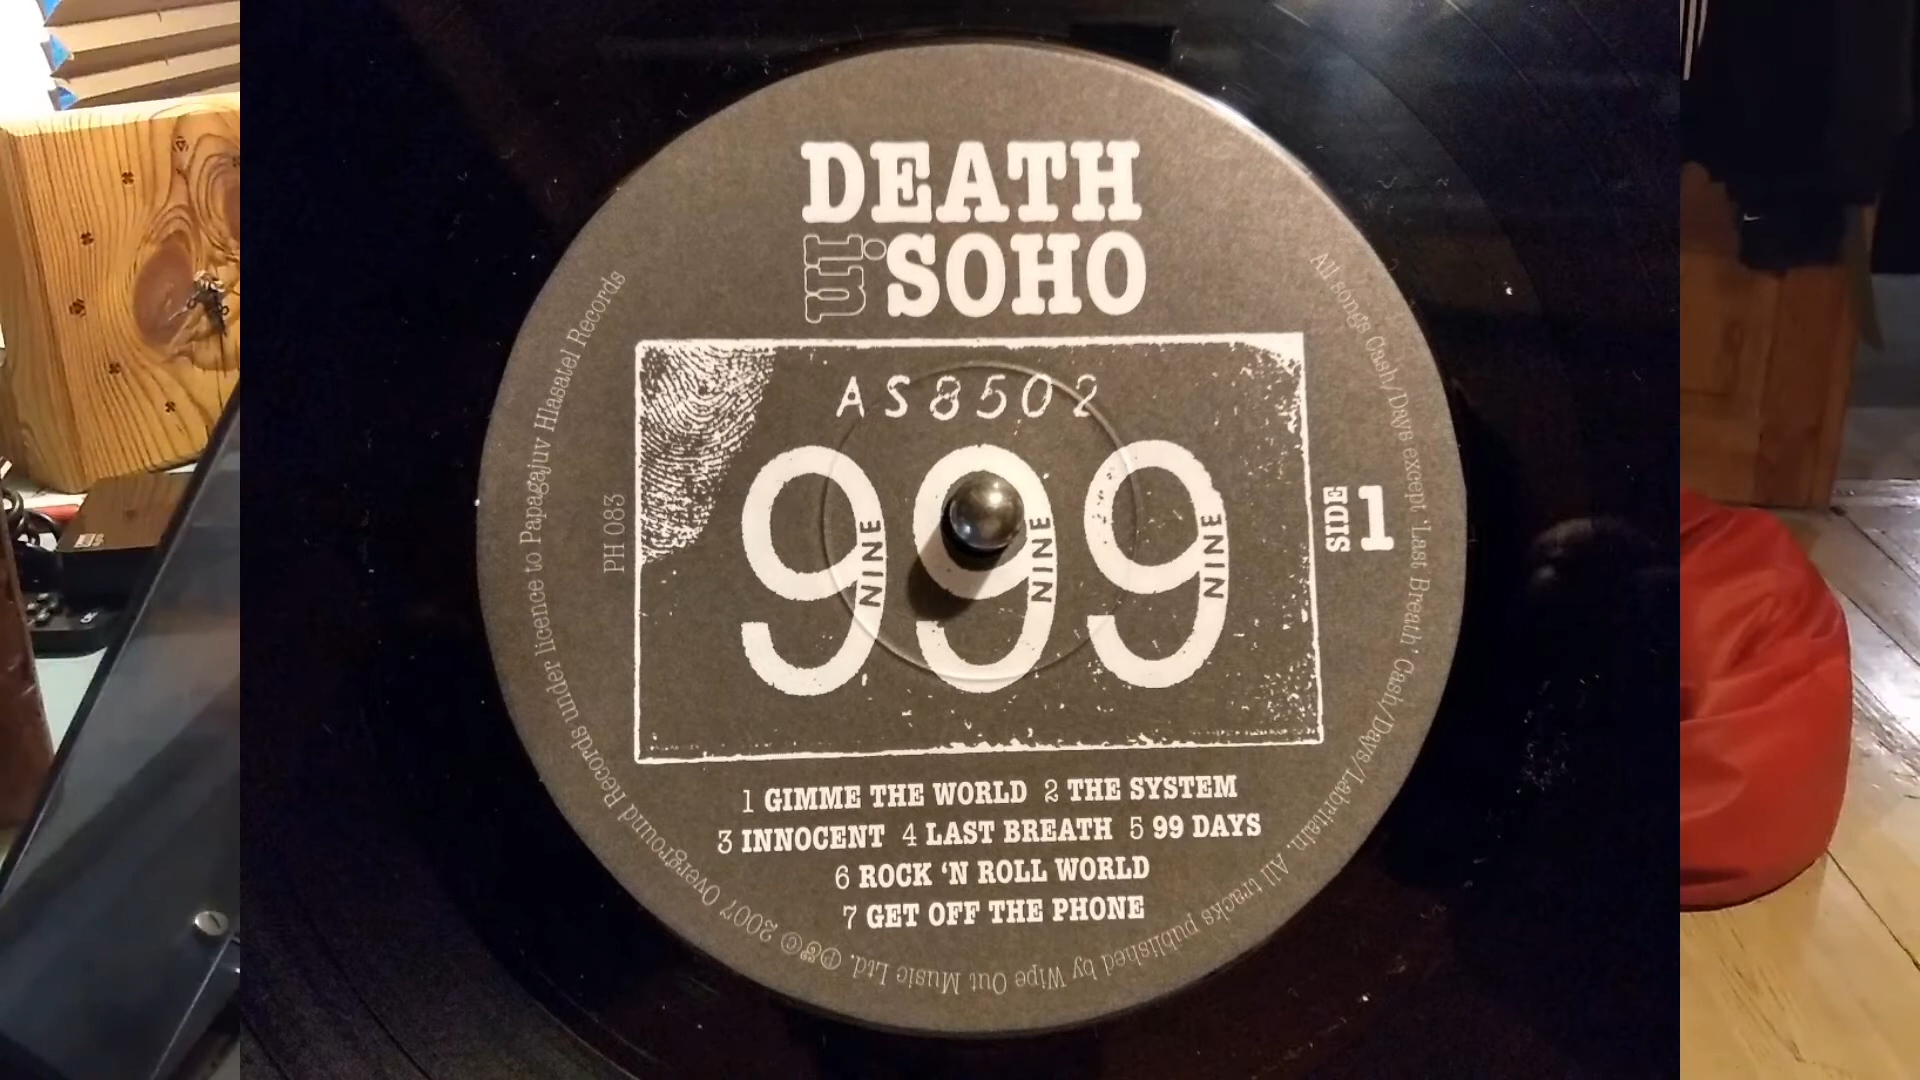 DEATH
in SOHO
AS8502
999
NINE NINE NINE
PH 083
SIDE 1
1 GIMME THE WORLD 2 THE SYSTEM
3 INNOCENT 4 LAST BREATH 5 99 DAYS
6 ROCK ‘N ROLL WORLD
7 GET OFF THE PHONE
All songs Cash/Days except 'Last Breath' Cash/Days/Labritain. All tracks published by Wipe Out Music Ltd. ℗&© 2007 Overground Records under licence to Papagajuv Hlasatel Records